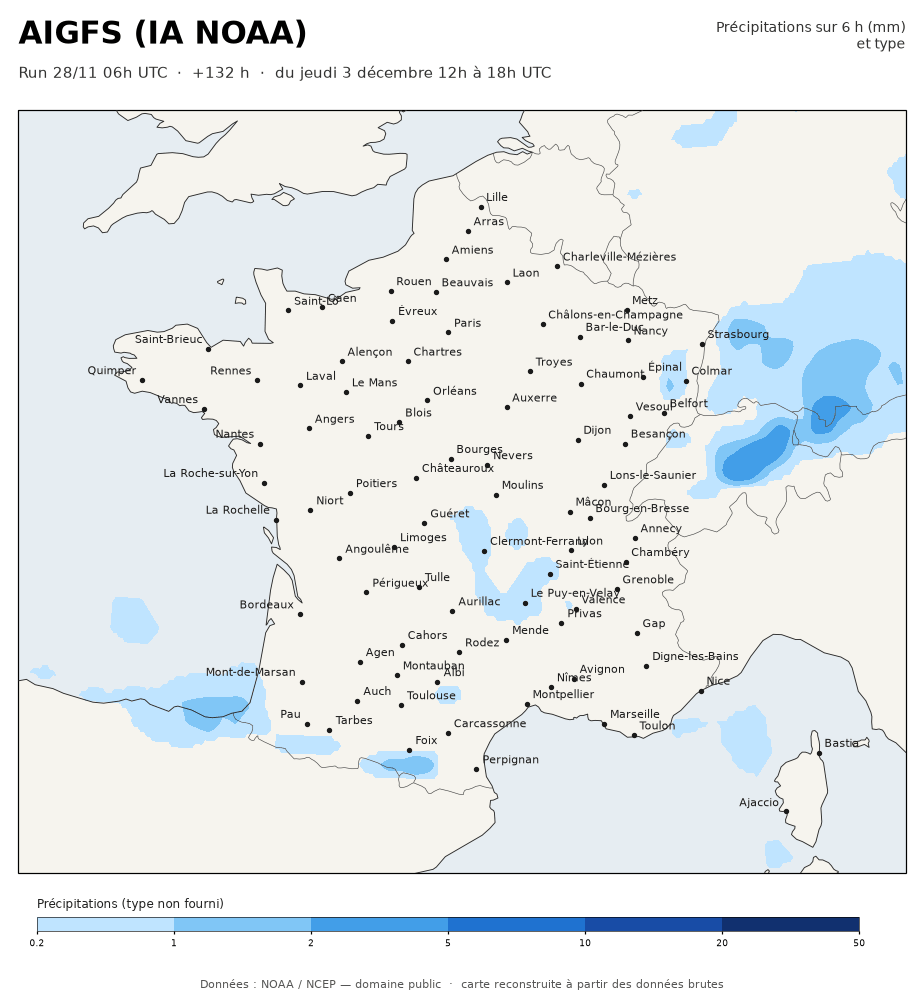 AIGFS (IA NOAA)
Précipitations sur 6 h (mm)
et type
Run 28/11 06h UTC · +132 h · du jeudi 3 décembre 12h à 18h UTC
Lille
Arras
Amiens
Charleville-Mézières
Laon
Rouen
Beauvais
Saint-Lô
Caen
Metz
Évreux
Châlons-en-Champagne
Paris
Bar-le-Duc
Nancy
Strasbourg
Saint-Brieuc
Alençon
Chartres
Troyes
Épinal
Quimper
Rennes
Laval
Le Mans
Chaumont
Colmar
Vannes
Orléans
Auxerre
Vesoul
Belfort
Angers
Blois
Tours
Nantes
Dijon
Besançon
Bourges
Nevers
La Roche-sur-Yon
Châteauroux
Lons-le-Saunier
Poitiers
Moulins
Niort
La Rochelle
Guéret
Mâcon
Bourg-en-Bresse
Annecy
Limoges
Angoulême
Clermont-Ferrand
Lyon
Chambéry
Saint-Étienne
Périgueux
Tulle
Grenoble
Le Puy-en-Velay
Valence
Bordeaux
Aurillac
Privas
Cahors
Rodez
Mende
Gap
Agen
Montauban
Albi
Digne-les-Bains
Mont-de-Marsan
Avignon
Nîmes
Nice
Auch
Toulouse
Montpellier
Pau
Tarbes
Carcassonne
Marseille
Toulon
Foix
Perpignan
Bastia
Ajaccio
Précipitations (type non fourni)
0.2 1 2 5 10 20 50
Données : NOAA / NCEP — domaine public · carte reconstruite à partir des données brutes